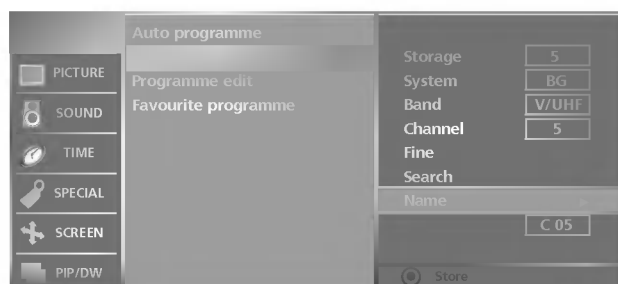 Auto programme
Programme edit
Favourite programme
PICTURE
SOUND
TIME
SPECIAL
SCREEN
PIP/DW
Storage 5
System BG
Band V/UHF
Channel 5
Fine
Search
Name
C 05
Store